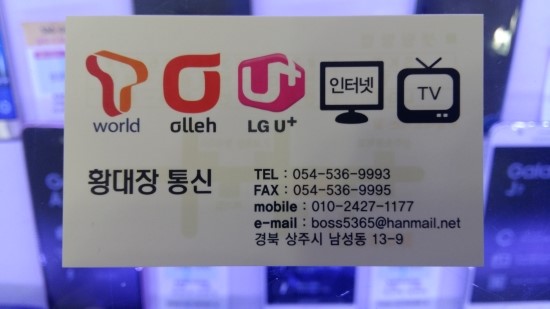 T world
olleh
U+
LG U+
인터넷
TV
황대장 통신
TEL : 054-536-9993
FAX : 054-536-9995
mobile : 010-2427-1177
e-mail : boss5365@hanmail.net
경북 상주시 남성동 13-9